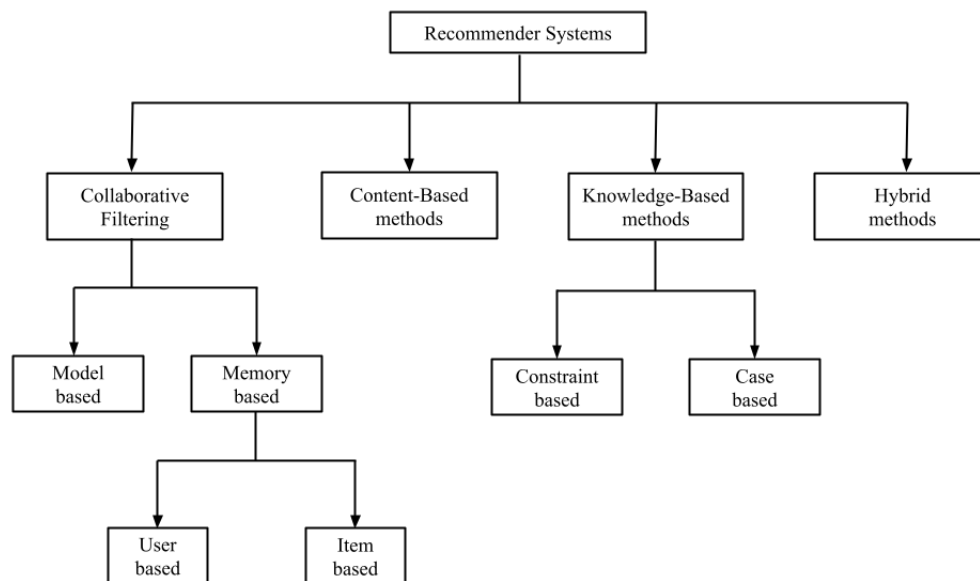 Recommender Systems
Collaborative
Filtering
Content-Based
methods
Knowledge-Based
methods
Hybrid
methods
Model
based
Memory
based
Constraint
based
Case
based
User
based
Item
based